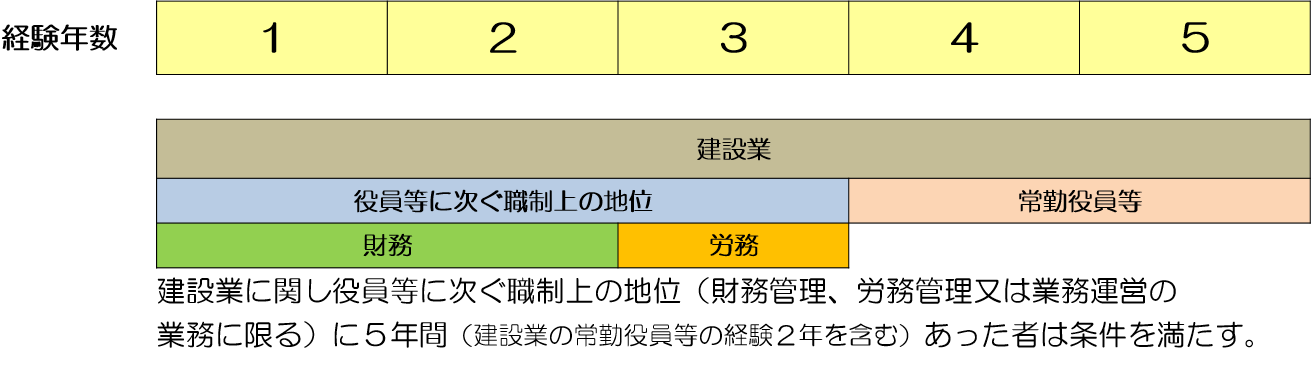 経験年数 1 2 3 4 5
建設業
役員等に次ぐ職制上の地位 常勤役員等
財務 労務
建設業に関し役員等に次ぐ職制上の地位（財務管理、労務管理又は業務運営の
業務に限る）に５年間（建設業の常勤役員等の経験２年を含む）あった者は条件を満たす。